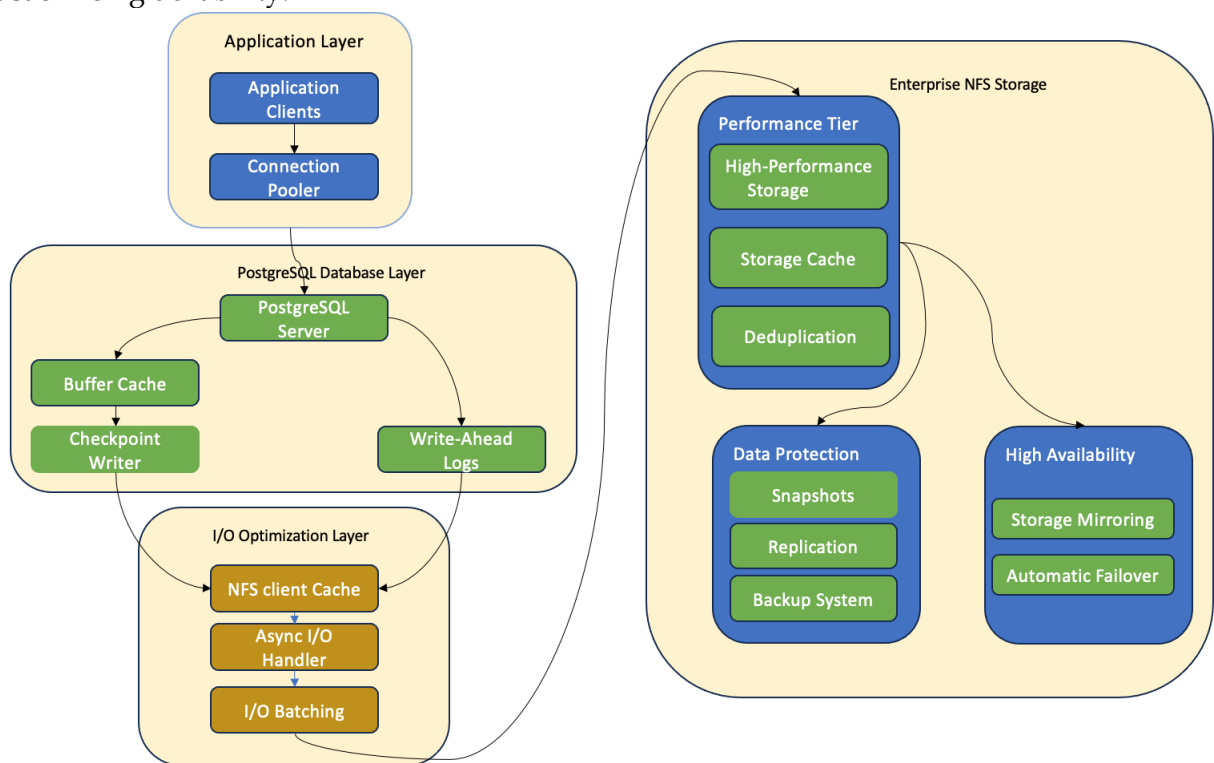 Application Layer
Application
Clients
Connection
Pooler
PostgreSQL Database Layer
PostgreSQL
Server
Buffer Cache
Checkpoint
Writer
Write-Ahead
Logs
I/O Optimization Layer
NFS client Cache
Async I/O
Handler
I/O Batching
Enterprise NFS Storage
Performance Tier
High-Performance
Storage
Storage Cache
Deduplication
Data Protection
Snapshots
Replication
Backup System
High Availability
Storage Mirroring
Automatic Failover